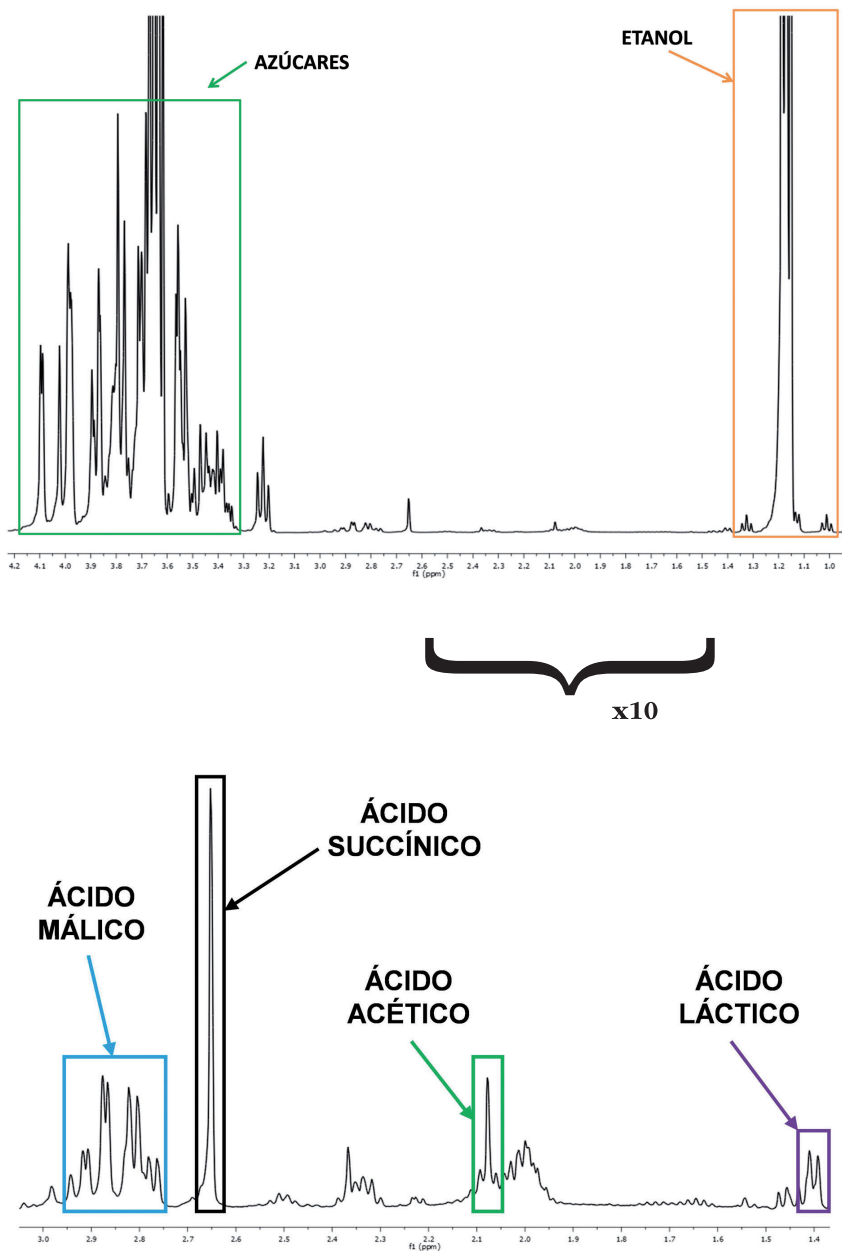 AZÚCARES
ETANOL
4.2 4.1 4.0 3.9 3.8 3.7 3.6 3.5 3.4 3.3 3.2 3.1 3.0 2.9 2.8 2.7 2.6 2.5 2.4 2.3 2.2 2.1 2.0 1.9 1.8 1.7 1.6 1.5 1.4 1.3 1.2 1.1 1.0
f1 (ppm)
x10
ÁCIDO
SUCCÍNICO
ÁCIDO
MÁLICO
ÁCIDO
ACÉTICO
ÁCIDO
LÁCTICO
3.0 2.9 2.8 2.7 2.6 2.5 2.4 2.3 2.2 2.1 2.0 1.9 1.8 1.7 1.6 1.5 1.4
f1 (ppm)